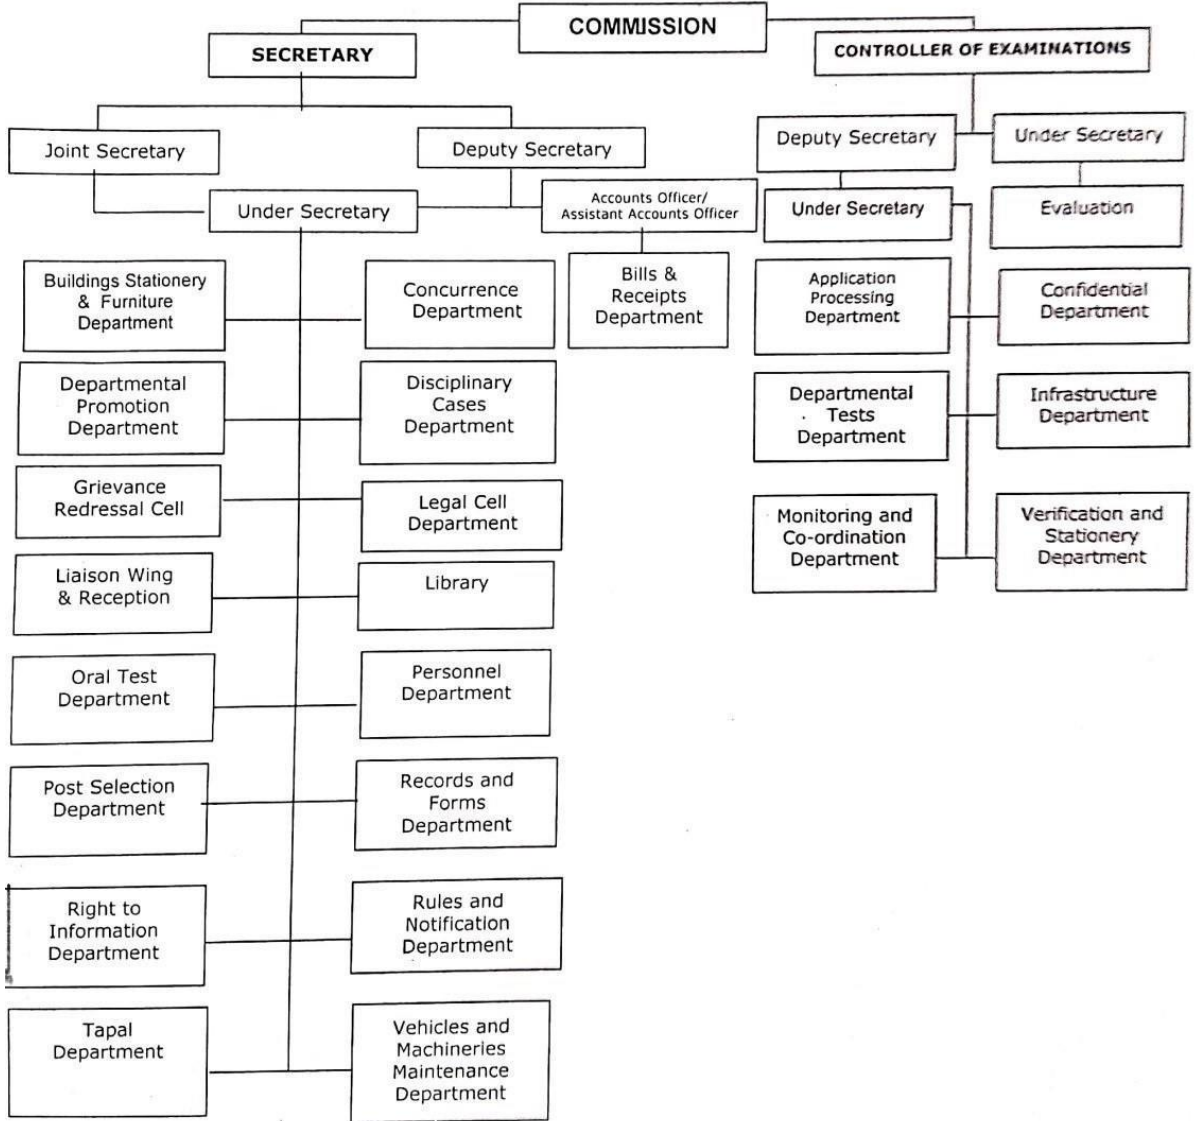 COMMISSION
SECRETARY
CONTROLLER OF EXAMINATIONS
Joint Secretary
Deputy Secretary
Deputy Secretary
Under Secretary
Under Secretary
Accounts Officer/
Assistant Accounts Officer
Under Secretary
Evaluation
Buildings Stationery
& Furniture
Department
Concurrence
Department
Bills &
Receipts
Department
Application
Processing
Department
Confidential
Department
Departmental
Promotion
Department
Disciplinary
Cases
Department
Departmental
Tests
Department
Infrastructure
Department
Grievance
Redressal Cell
Legal Cell
Department
Monitoring and
Co-ordination
Department
Verification and
Stationery
Department
Liaison Wing
& Reception
Library
Oral Test
Department
Personnel
Department
Post Selection
Department
Records and
Forms
Department
Right to
Information
Department
Rules and
Notification
Department
Tapal
Department
Vehicles and
Machineries
Maintenance
Department